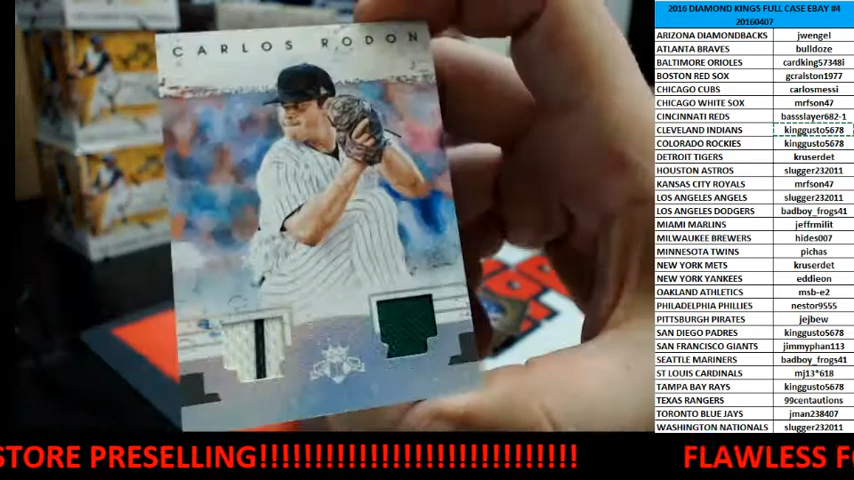 CARLOS RODON
2016 DIAMOND KINGS FULL CASE EBAY #4
20160407
ARIZONA DIAMONDBACKS jwengel
ATLANTA BRAVES bulldoze
BALTIMORE ORIOLES cardking57348i
BOSTON RED SOX gcralston1977
CHICAGO CUBS carlosmessi
CHICAGO WHITE SOX mrfson47
CINCINNATI REDS bassslayer682-1
CLEVELAND INDIANS kinggusto5678
COLORADO ROCKIES kinggusto5678
DETROIT TIGERS kruserdet
HOUSTON ASTROS slugger232011
KANSAS CITY ROYALS mrfson47
LOS ANGELES ANGELS slugger232011
LOS ANGELES DODGERS badboy_frogs41
MIAMI MARLINS jeffrmilit
MILWAUKEE BREWERS hides007
MINNESOTA TWINS pichas
NEW YORK METS kruserdet
NEW YORK YANKEES eddieon
OAKLAND ATHLETICS msb-e2
PHILADELPHIA PHILLIES nestor9555
PITTSBURGH PIRATES jejbew
SAN DIEGO PADRES kinggusto5678
SAN FRANCISCO GIANTS jimmyphan113
SEATTLE MARINERS badboy_frogs41
ST LOUIS CARDINALS mj13*618
TAMPA BAY RAYS kinggusto5678
TEXAS RANGERS 99centautions
TORONTO BLUE JAYS jman238407
WASHINGTON NATIONALS slugger232011
STORE PRESELLING!!!!!!!!!!!!!!!!!!!!!!!!!!!!! FLAWLESS FO